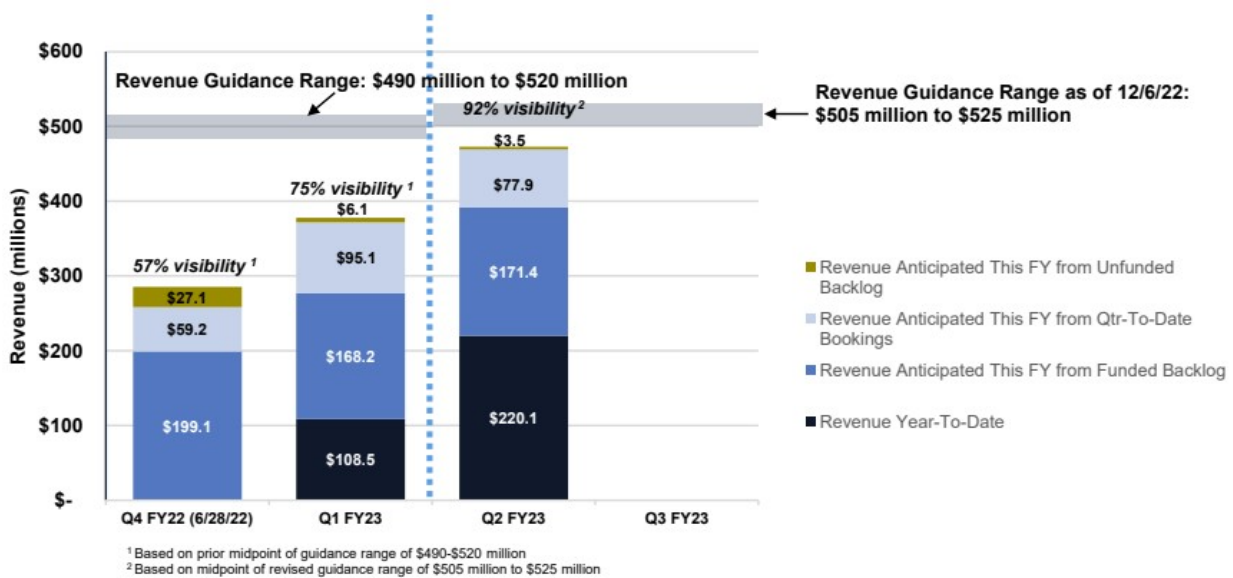 $600
Revenue Guidance Range: $490 million to $520 million
92% visibility 2
Revenue Guidance Range as of 12/6/22:
$505 million to $525 million
$500
$3.5
$77.9
75% visibility 1
$400
$6.1
$95.1
$171.4
57% visibility 1
$300
$27.1
$59.2
$168.2
$200
$199.1
$220.1
$100
$108.5
$-
Revenue (millions)
Q4 FY22 (6/28/22)
Q1 FY23
Q2 FY23
Q3 FY23
Revenue Anticipated This FY from Unfunded
Backlog
Revenue Anticipated This FY from Qtr-To-Date
Bookings
Revenue Anticipated This FY from Funded Backlog
Revenue Year-To-Date
1 Based on prior midpoint of guidance range of $490-$520 million
2 Based on midpoint of revised guidance range of $505 million to $525 million